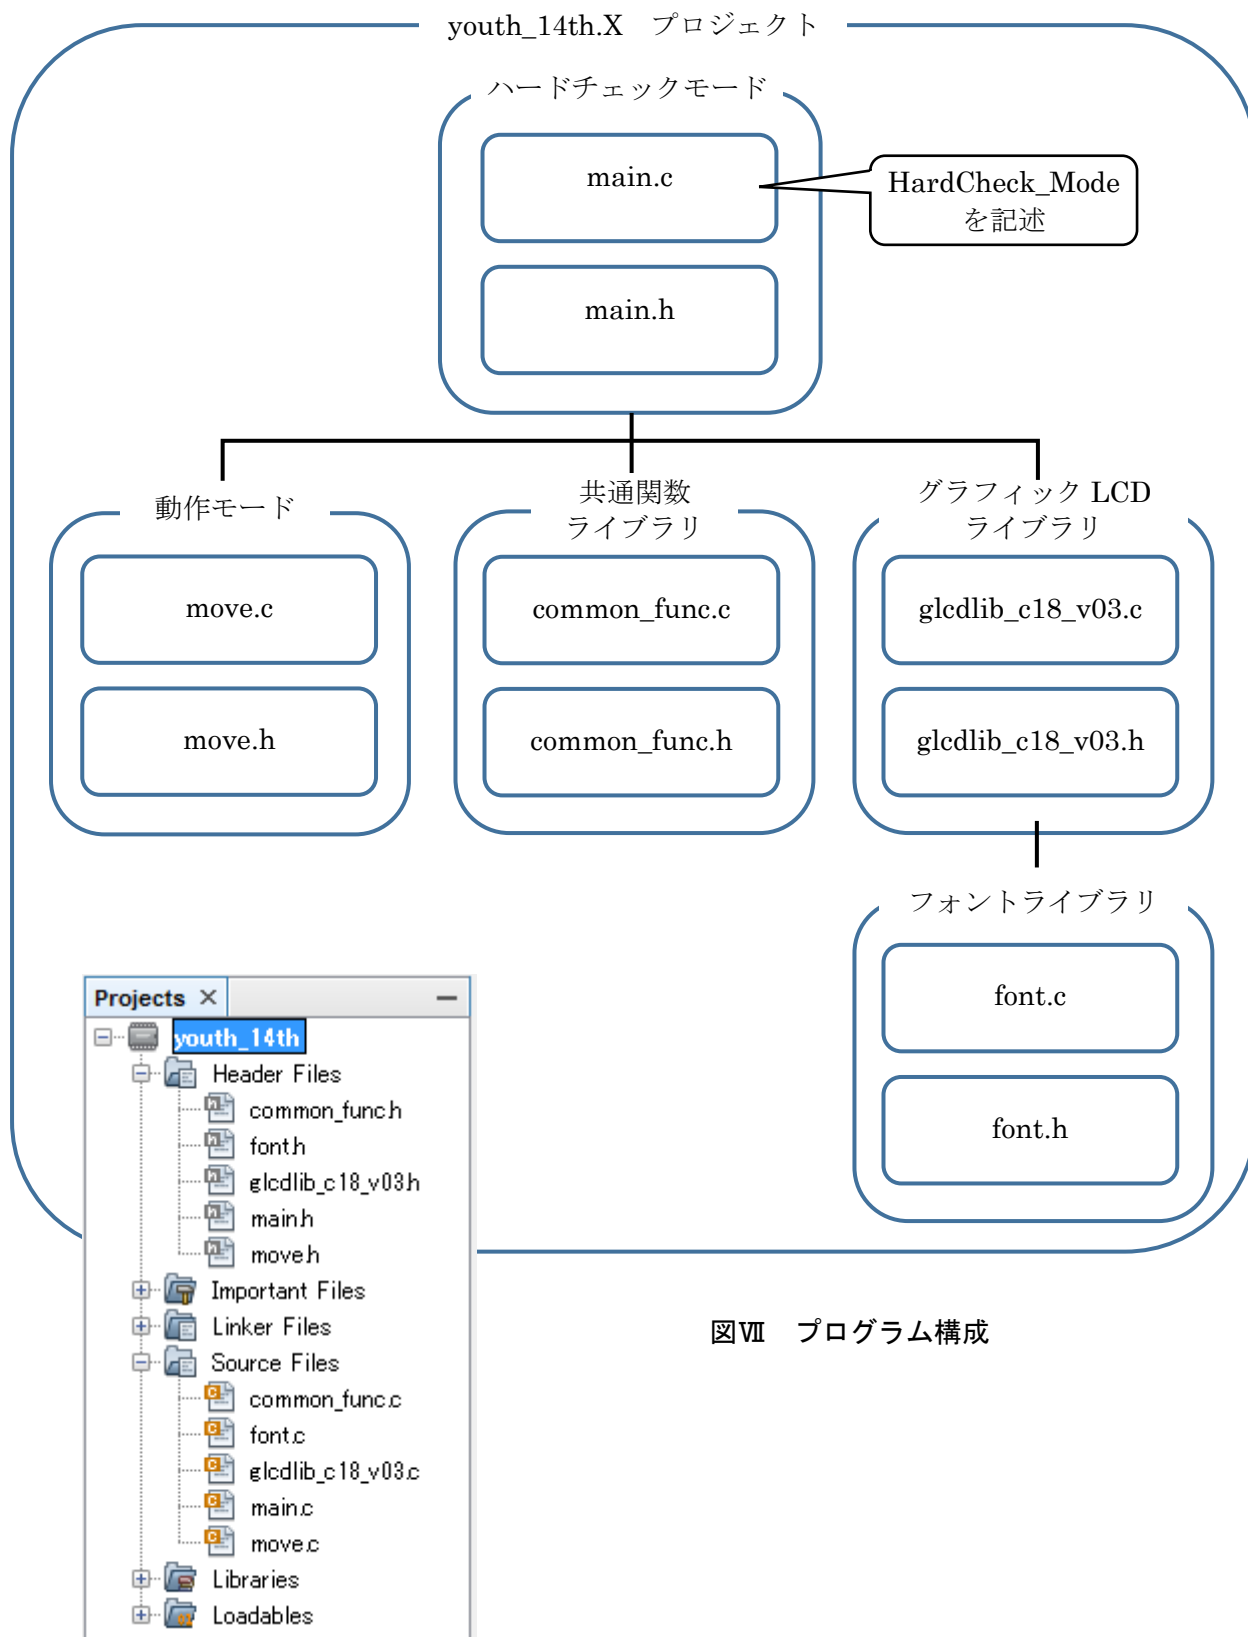 youth_14th.X　プロジェクト
ハードチェックモード
main.c
HardCheck_Mode
を記述
main.h
動作モード
move.c
move.h
共通関数
ライブラリ
common_func.c
common_func.h
グラフィック LCD
ライブラリ
glcdlib_c18_v03.c
glcdlib_c18_v03.h
フォントライブラリ
font.c
font.h
Projects ×
youth_14th
Header Files
common_func.h
font.h
glcdlib_c18_v03.h
main.h
move.h
Important Files
Linker Files
Source Files
common_func.c
font.c
glcdlib_c18_v03.c
main.c
move.c
Libraries
Loadables
図Ⅶ　プログラム構成